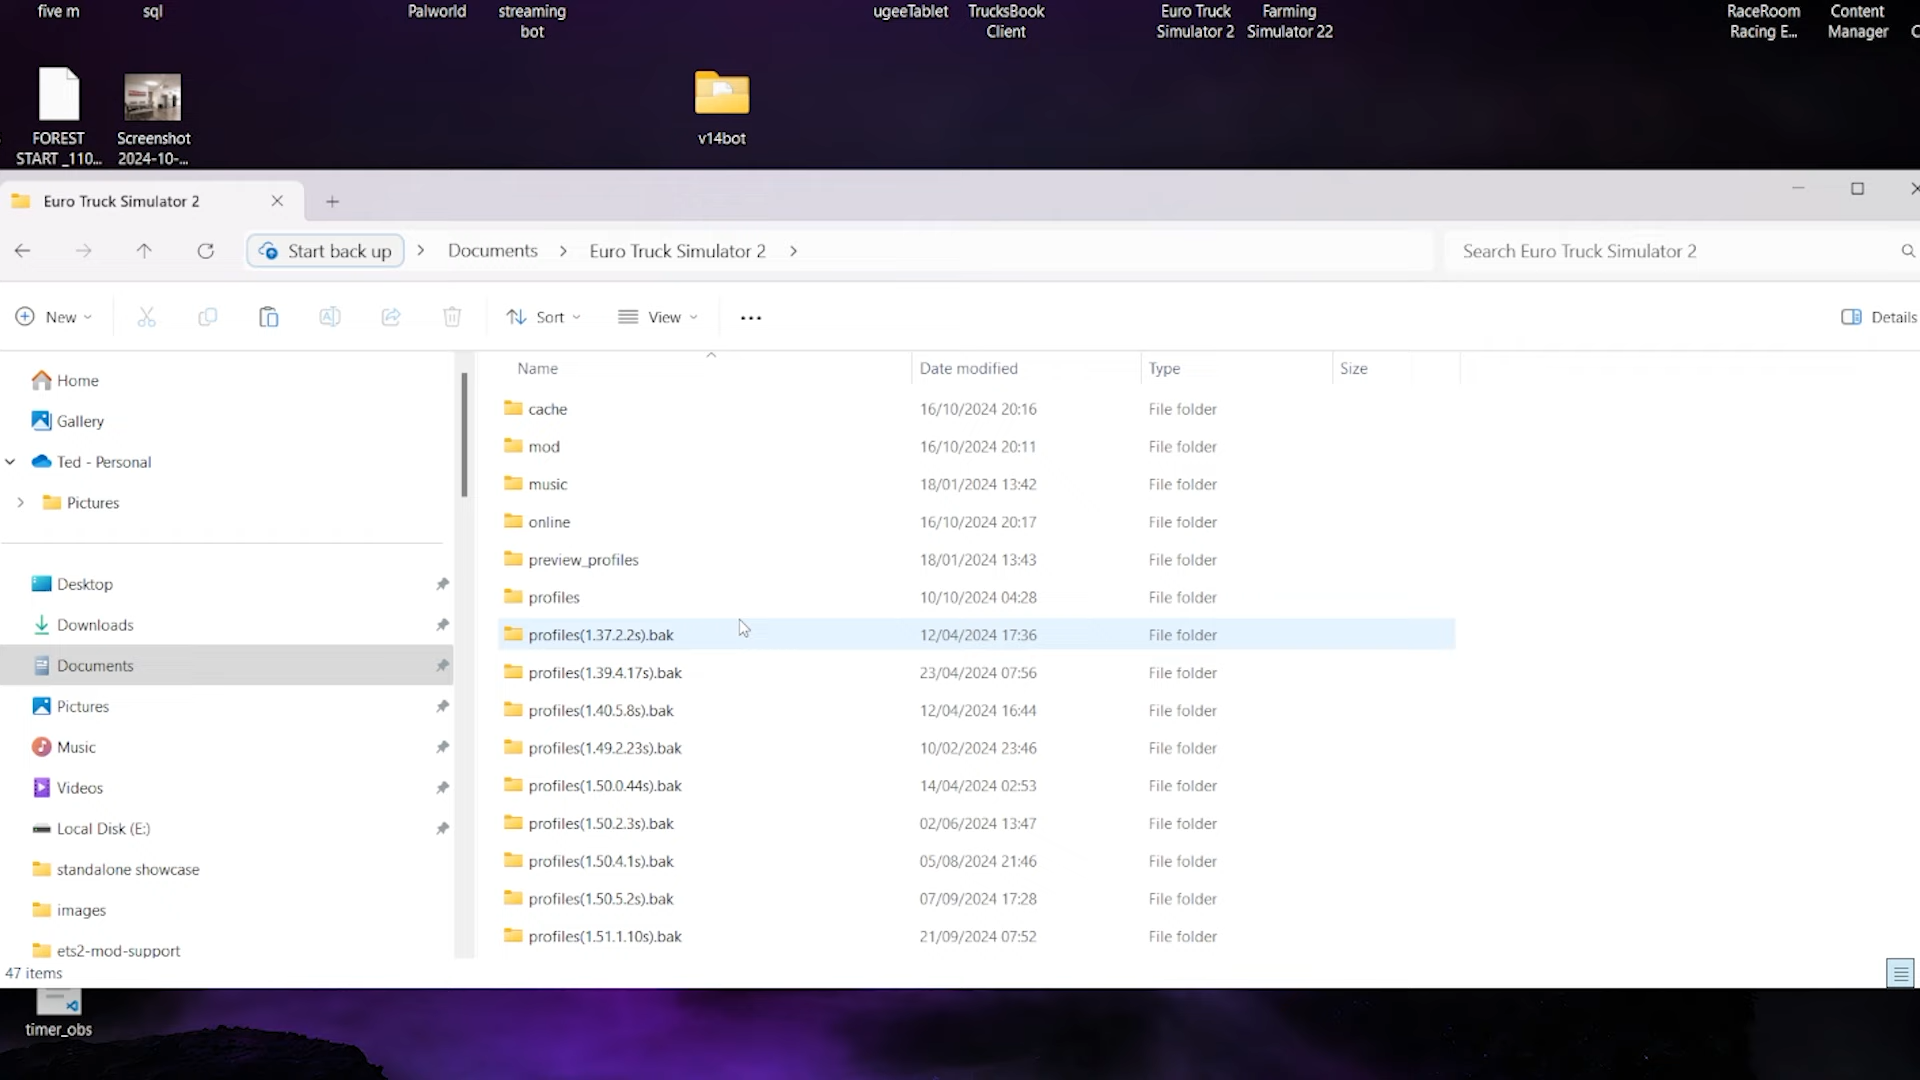 five m
sql
Palworld
streaming
bot
ugeeTablet
TrucksBook
Client
Euro Truck
Simulator 2
Farming
Simulator 22
RaceRoom
Racing E...
Content
Manager
FOREST
START _110...
Screenshot
2024-10-...
v14bot
Euro Truck Simulator 2
Start back up
Documents
Euro Truck Simulator 2
Search Euro Truck Simulator 2
New
Sort
View
Details
Home
Gallery
Ted - Personal
Pictures
Desktop
Downloads
Documents
Pictures
Music
Videos
Local Disk (E:)
standalone showcase
images
ets2-mod-support
Name Date modified Type Size
cache 16/10/2024 20:16 File folder
mod 16/10/2024 20:11 File folder
music 18/01/2024 13:42 File folder
online 16/10/2024 20:17 File folder
preview_profiles 18/01/2024 13:43 File folder
profiles 10/10/2024 04:28 File folder
profiles(1.37.2.2s).bak 12/04/2024 17:36 File folder
profiles(1.39.4.17s).bak 23/04/2024 07:56 File folder
profiles(1.40.5.8s).bak 12/04/2024 16:44 File folder
profiles(1.49.2.23s).bak 10/02/2024 23:46 File folder
profiles(1.50.0.44s).bak 14/04/2024 02:53 File folder
profiles(1.50.2.3s).bak 02/06/2024 13:47 File folder
profiles(1.50.4.1s).bak 05/08/2024 21:46 File folder
profiles(1.50.5.2s).bak 07/09/2024 17:28 File folder
profiles(1.51.1.10s).bak 21/09/2024 07:52 File folder
47 items
timer_obs